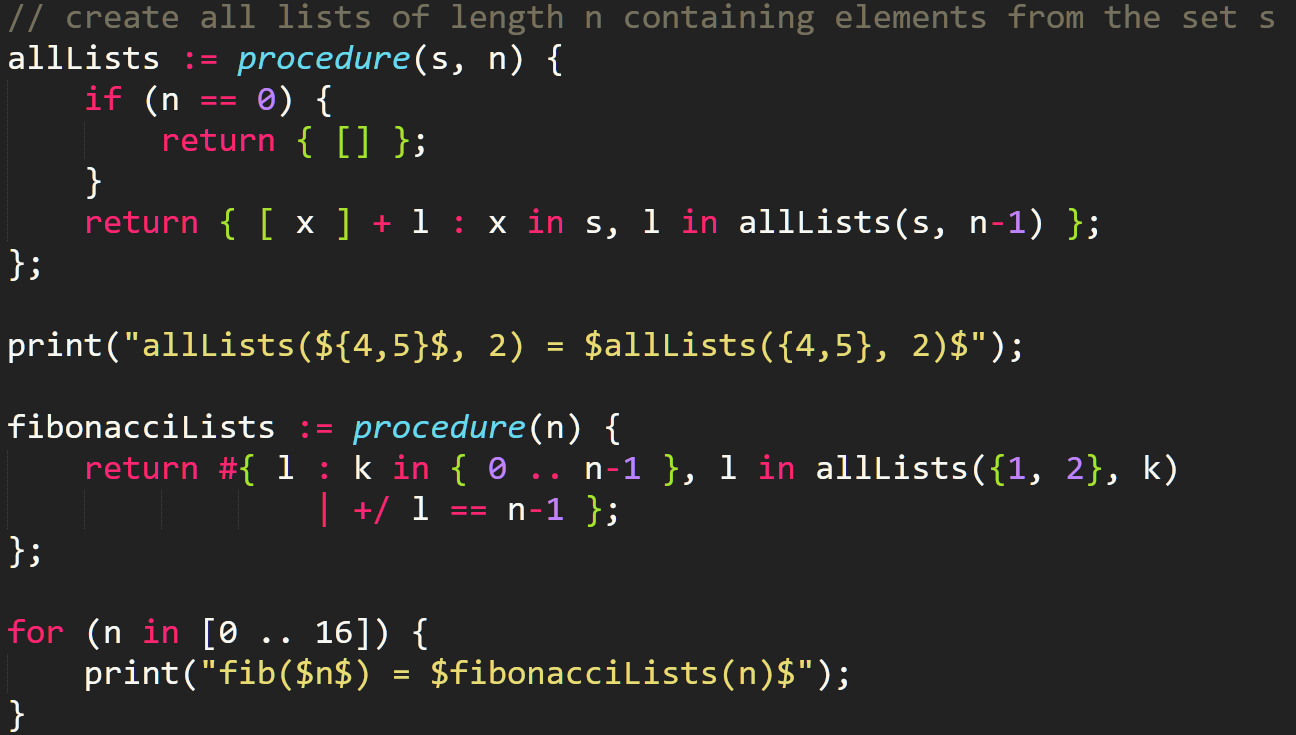 // create all lists of length n containing elements from the set s
allLists := procedure(s, n) {
    if (n == 0) {
        return { [] };
    }
    return { [ x ] + l : x in s, l in allLists(s, n-1) };
};

print("allLists(${4,5}$, 2) = $allLists({4,5}, 2)$");

fibonacciLists := procedure(n) {
    return #{ l : k in { 0 .. n-1 }, l in allLists({1, 2}, k)
                | +/ l == n-1 };
};

for (n in [0 .. 16]) {
    print("fib($n$) = $fibonacciLists(n)$");
}